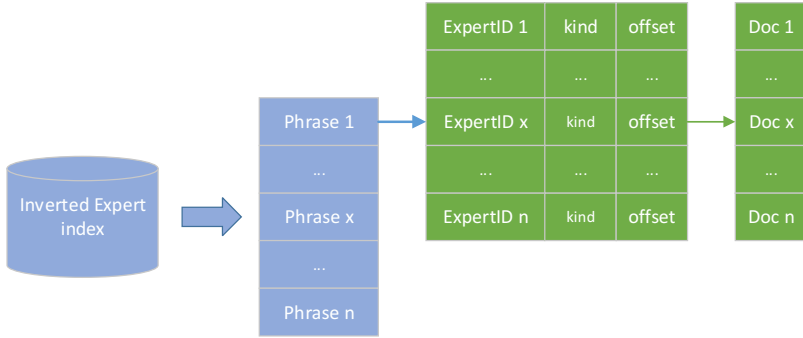 Inverted Expert
index
Phrase 1
...
Phrase x
...
Phrase n
ExpertID 1 kind offset
... ... ...
ExpertID x kind offset
... ... ...
ExpertID n kind offset
Doc 1
...
Doc x
...
Doc n